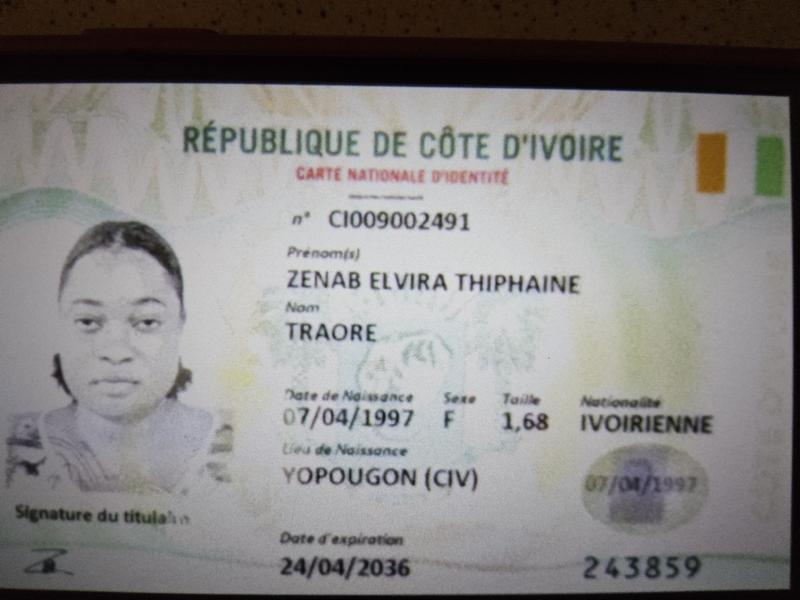 RÉPUBLIQUE DE CÔTE D'IVOIRE
CARTE NATIONALE D'IDENTITÉ
n° CI009002491
Prénom(s)
ZENAB ELVIRA THIPHAINE
Nom
TRAORE
Date de Naissance Sexe Taille Nationalité
07/04/1997 F 1,68 IVOIRIENNE
Lieu de Naissance
YOPOUGON (CIV)
07/04/1997
Signature du titulaire
Date d'expiration
24/04/2036
243859